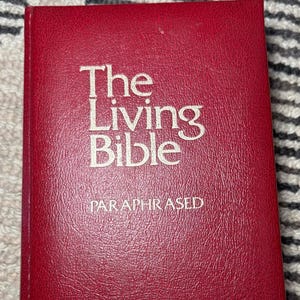 The
Living
Bible
PARAPHRASED